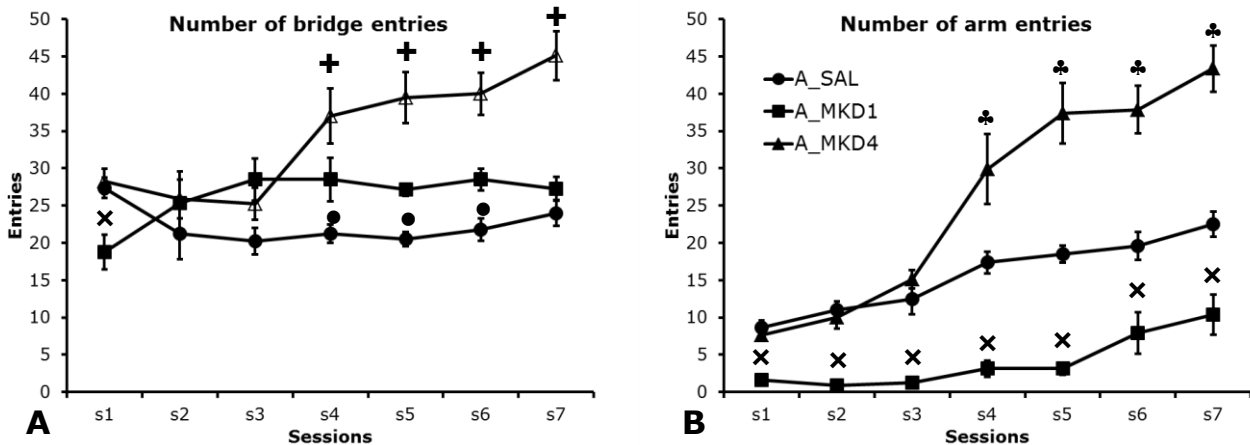 Number of bridge entries
50
45
40
35
30
25
20
15
10
5
0
Entries
s1 s2 s3 s4 s5 s6 s7
Sessions
A
Number of arm entries
50
45
40
35
30
25
20
15
10
5
0
Entries
A_SAL
A_MKD1
A_MKD4
s1 s2 s3 s4 s5 s6 s7
Sessions
B